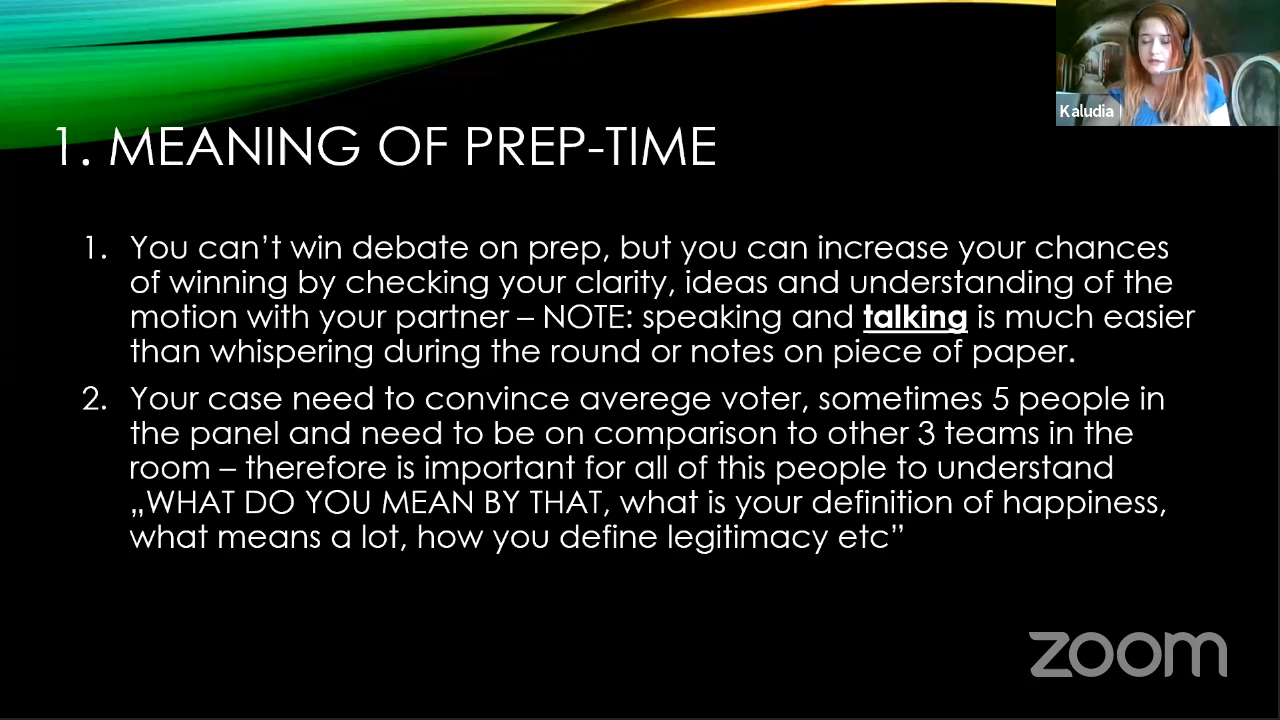 Kaludia
1. MEANING OF PREP-TIME
1. You can’t win debate on prep, but you can increase your chances
of winning by checking your clarity, ideas and understanding of the
motion with your partner – NOTE: speaking and talking is much easier
than whispering during the round or notes on piece of paper.
2. Your case need to convince averege voter, sometimes 5 people in
the panel and need to be on comparison to other 3 teams in the
room – therefore is important for all of this people to understand
„WHAT DO YOU MEAN BY THAT, what is your definition of happiness,
what means a lot, how you define legitimacy etc”
zoom